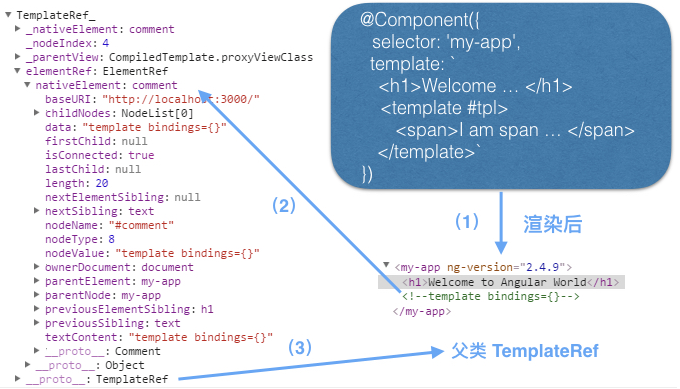 TemplateRef_
_nativeElement: comment
_nodeIndex: 4
_parentView: CompiledTemplate.proxyViewClass
elementRef: ElementRef
nativeElement: comment
baseURI: "http://localhost:3000/"
childNodes: NodeList[0]
data: "template bindings={}"
firstChild: null
isConnected: true
lastChild: null
length: 20
nextElementSibling: null
nextSibling: text
nodeName: "#comment"
nodeType: 8
nodeValue: "template bindings={}"
ownerDocument: document
parentElement: my-app
parentNode: my-app
previousElementSibling: h1
previousSibling: text
textContent: "template bindings={}"
__proto__: Comment
__proto__: Object
__proto__: TemplateRef
@Component({
selector: 'my-app',
template: `
<h1>Welcome ... </h1>
<template #tpl>
<span>I am span ... </span>
</template>`
})
(1)
渲染后
(2)
<my-app ng-version="2.4.9">
<h1>Welcome to Angular World</h1>
<!--template bindings={}-->
</my-app>
(3)
父类 TemplateRef